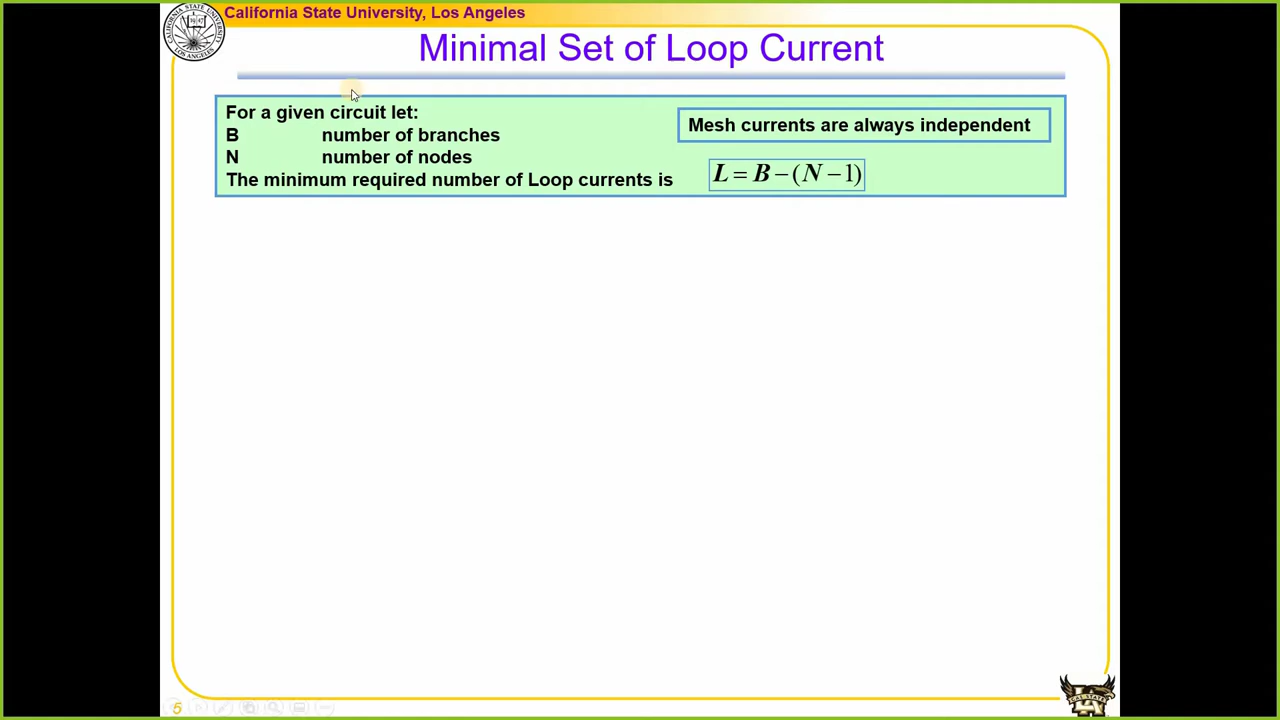 California State University, Los Angeles
Minimal Set of Loop Current
For a given circuit let:
B number of branches
N number of nodes
The minimum required number of Loop currents is
Mesh currents are always independent
L = B − (N − 1)
5